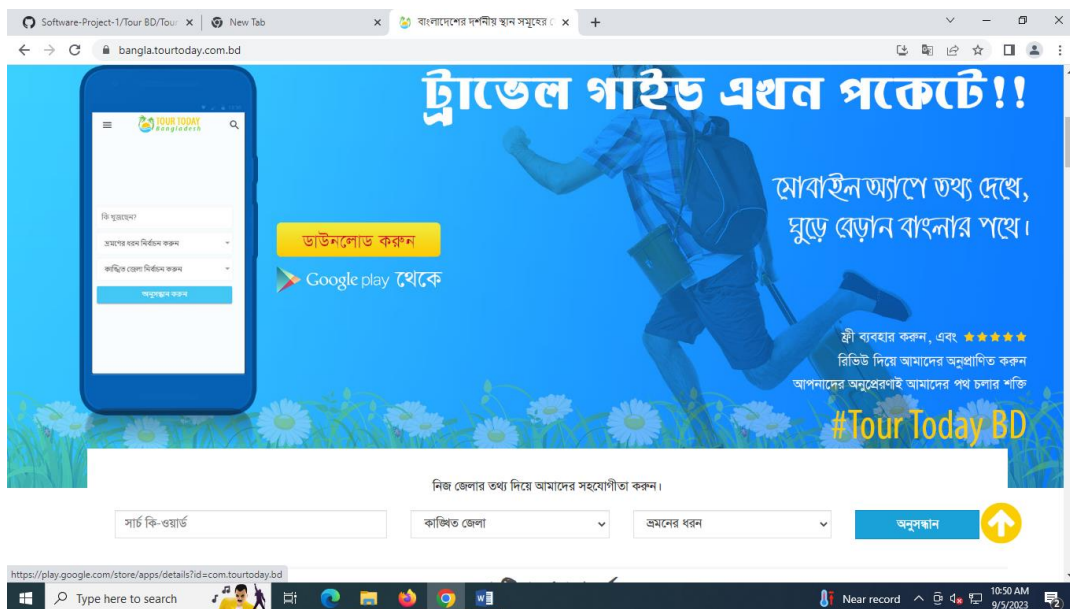 Software-Project-1/Tour BD/Tour
New Tab
বাংলাদেশের দর্শনীয় স্থান সমূহের
bangla.tourtoday.com.bd
ট্রাভেল গাইড এখন পকেটে!!
TOUR TODAY
Bangladesh
মোবাইল অ্যাপে তথ্য দেখে,
ঘুড়ে বেড়ান বাংলার পথে।
কি খুজছেন?
ভ্রমণের ধরন নির্বাচন করুন
কাঙ্খিত জেলা নির্বাচন করুন
অনুসন্ধান করুন
ডাউনলোড করুন
Google play থেকে
ফ্রী ব্যবহার করুন, এবং ★★★★★
রিভিউ দিয়ে আমাদের অনুপ্রাণিত করুন
আপনাদের অনুপ্রেরণাই আমাদের পথ চলার শক্তি
#Tour Today BD
নিজ জেলার তথ্য দিয়ে আমাদের সহযোগীতা করুন।
সার্চ কি-ওয়ার্ড
কাঙ্খিত জেলা
ভ্রমনের ধরন
অনুসন্ধান
https://play.google.com/store/apps/details?id=com.tourtoday.bd
Type here to search
Near record
10:50 AM
9/5/2023